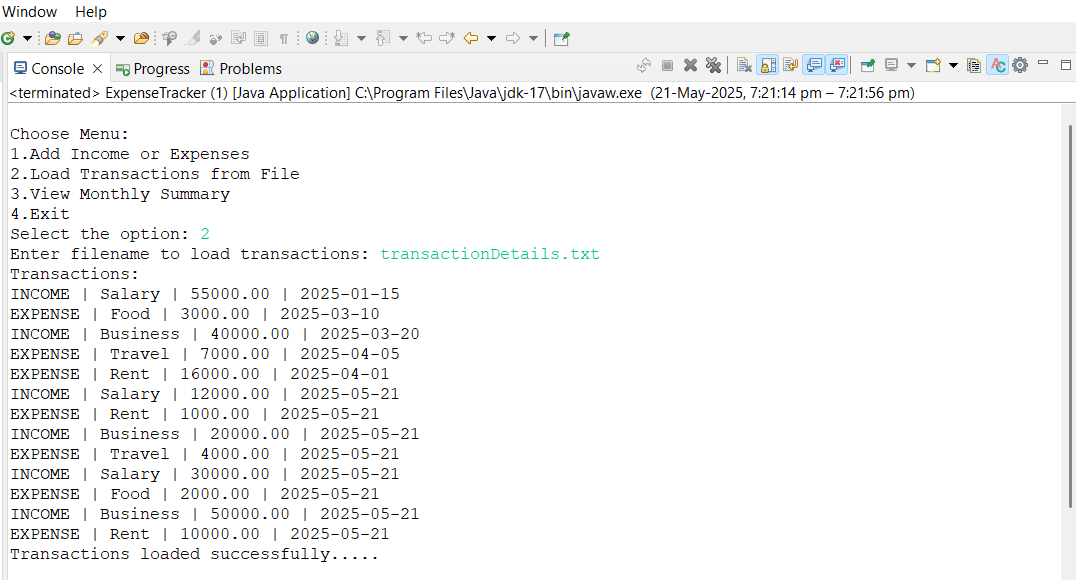 Window Help
Console Progress Problems
<terminated> ExpenseTracker (1) [Java Application] C:\Program Files\Java\jdk-17\bin\javaw.exe (21-May-2025, 7:21:14 pm – 7:21:56 pm)
Choose Menu:
1.Add Income or Expenses
2.Load Transactions from File
3.View Monthly Summary
4.Exit
Select the option: 2
Enter filename to load transactions: transactionDetails.txt
Transactions:
INCOME | Salary | 55000.00 | 2025-01-15
EXPENSE | Food | 3000.00 | 2025-03-10
INCOME | Business | 40000.00 | 2025-03-20
EXPENSE | Travel | 7000.00 | 2025-04-05
EXPENSE | Rent | 16000.00 | 2025-04-01
INCOME | Salary | 12000.00 | 2025-05-21
EXPENSE | Rent | 1000.00 | 2025-05-21
INCOME | Business | 20000.00 | 2025-05-21
EXPENSE | Travel | 4000.00 | 2025-05-21
INCOME | Salary | 30000.00 | 2025-05-21
EXPENSE | Food | 2000.00 | 2025-05-21
INCOME | Business | 50000.00 | 2025-05-21
EXPENSE | Rent | 10000.00 | 2025-05-21
Transactions loaded successfully.....